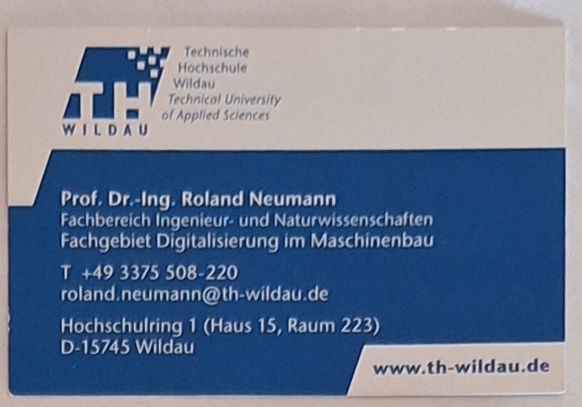 Technische
Hochschule
Wildau
Technical University
of Applied Sciences
TH
WILDAU
Prof. Dr.-Ing. Roland Neumann
Fachbereich Ingenieur- und Naturwissenschaften
Fachgebiet Digitalisierung im Maschinenbau
T +49 3375 508-220
roland.neumann@th-wildau.de
Hochschulring 1 (Haus 15, Raum 223)
D-15745 Wildau
www.th-wildau.de